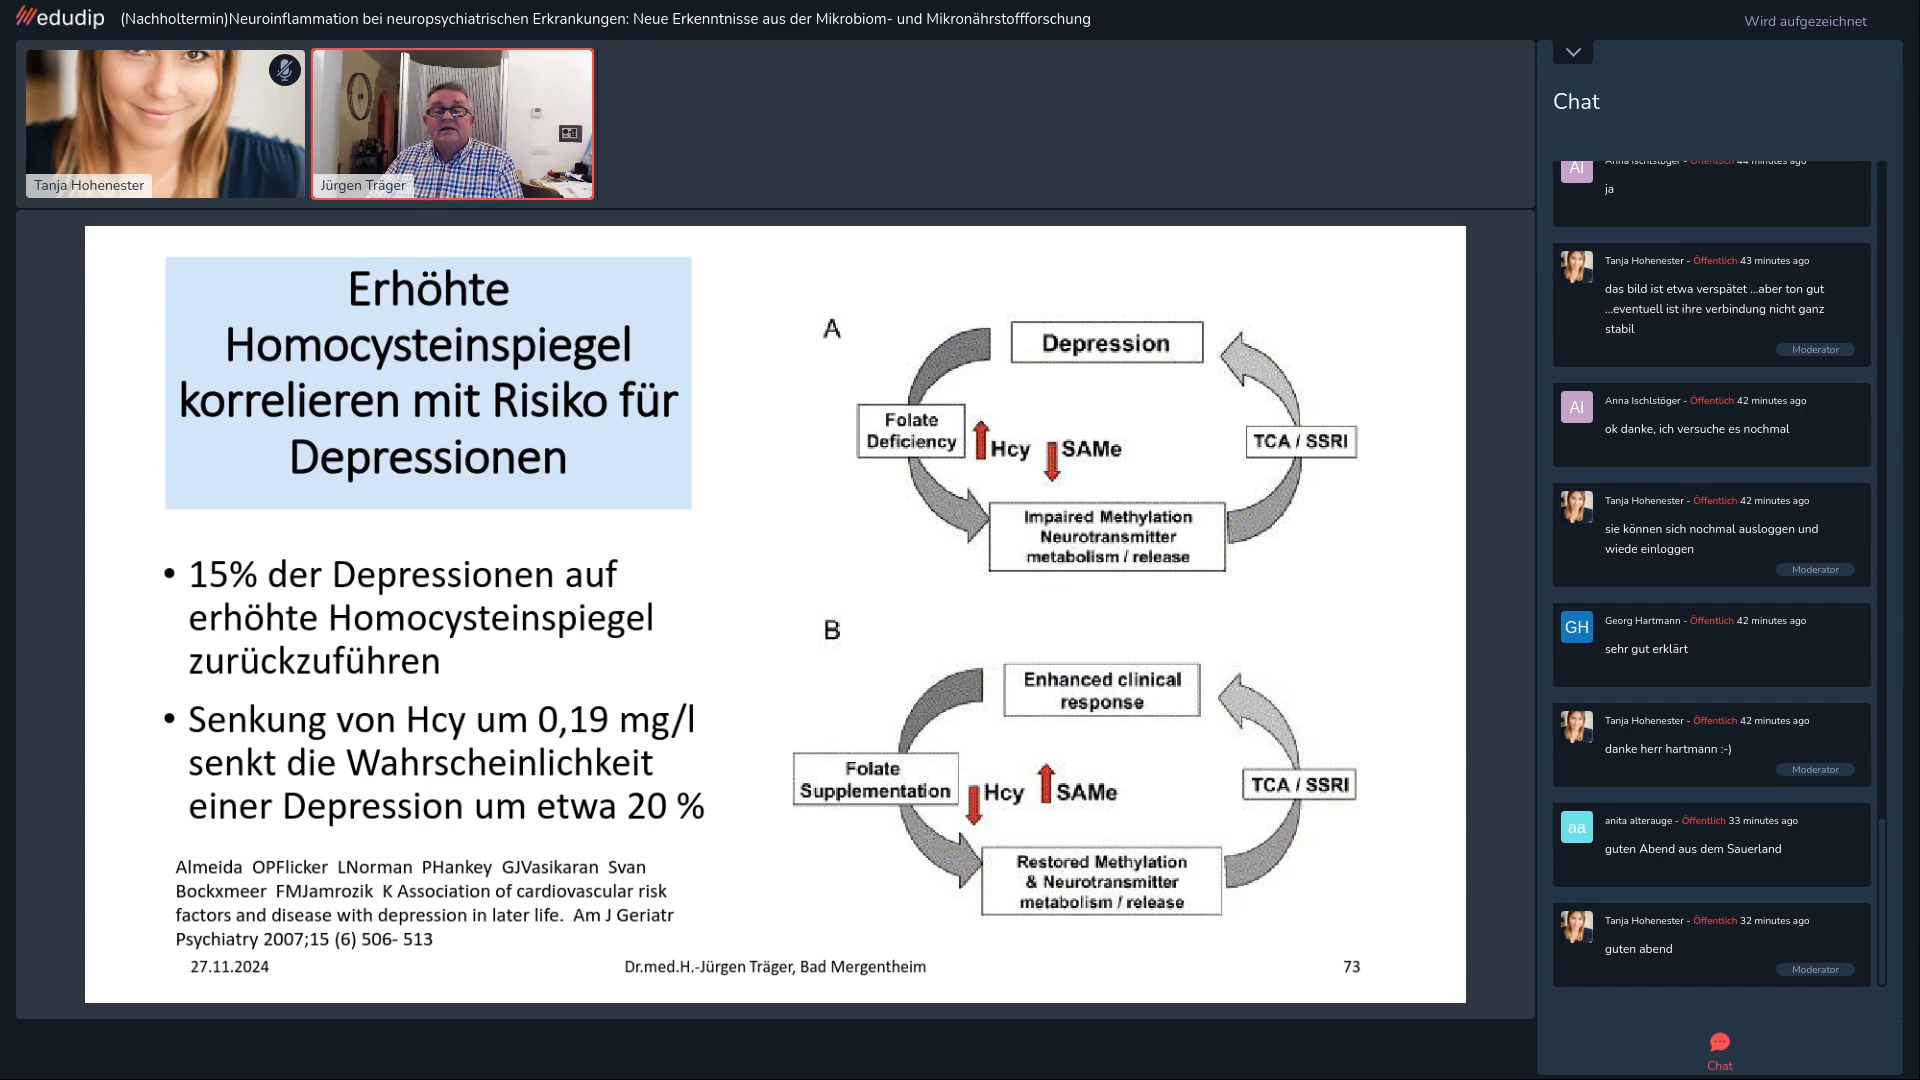 edudip
(Nachholtermin)Neuroinflammation bei neuropsychiatrischen Erkrankungen: Neue Erkenntnisse aus der Mikrobiom- und Mikronährstoffforschung
Wird aufgezeichnet
Tanja Hohenester
Jürgen Träger
Erhöhte
Homocysteinspiegel
korrelieren mit Risiko für
Depressionen
• 15% der Depressionen auf
erhöhte Homocysteinspiegel
zurückzuführen
• Senkung von Hcy um 0,19 mg/l
senkt die Wahrscheinlichkeit
einer Depression um etwa 20 %
Almeida OPFlicker LNorman PHankey GJVasikaran Svan
Bockxmeer FMJamrozik K Association of cardiovascular risk
factors and disease with depression in later life. Am J Geriatr
Psychiatry 2007;15 (6) 506- 513
27.11.2024
Dr.med.H.-Jürgen Träger, Bad Mergentheim
73
A
Depression
Folate
Deficiency
Hcy
SAMe
TCA / SSRI
Impaired Methylation
Neurotransmitter
metabolism / release
B
Enhanced clinical
response
Folate
Supplementation
Hcy
SAMe
TCA / SSRI
Restored Methylation
& Neurotransmitter
metabolism / release
Chat
AI
Anna Ischlstöger - Öffentlich 44 minutes ago
ja
Tanja Hohenester - Öffentlich 43 minutes ago
das bild ist etwa verspätet ...aber ton gut
...eventuell ist ihre verbindung nicht ganz
stabil
Moderator
AI
Anna Ischlstöger - Öffentlich 42 minutes ago
ok danke, ich versuche es nochmal
Tanja Hohenester - Öffentlich 42 minutes ago
sie können sich nochmal ausloggen und
wiede einloggen
Moderator
GH
Georg Hartmann - Öffentlich 42 minutes ago
sehr gut erklärt
Tanja Hohenester - Öffentlich 42 minutes ago
danke herr hartmann :-)
Moderator
aa
anita alterauge - Öffentlich 33 minutes ago
guten Abend aus dem Sauerland
Tanja Hohenester - Öffentlich 32 minutes ago
guten abend
Moderator
Chat